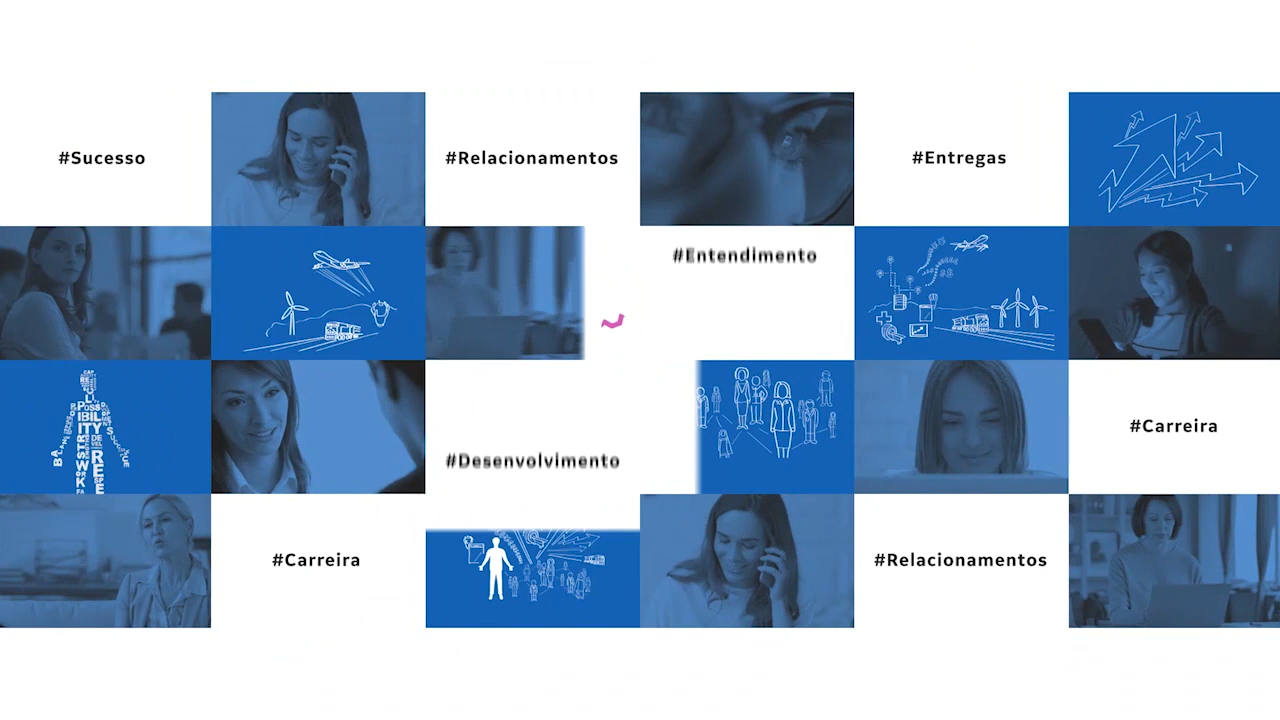 #Sucesso
#Relacionamentos
#Entregas
#Entendimento
#Carreira
#Desenvolvimento
#Carreira
#Relacionamentos